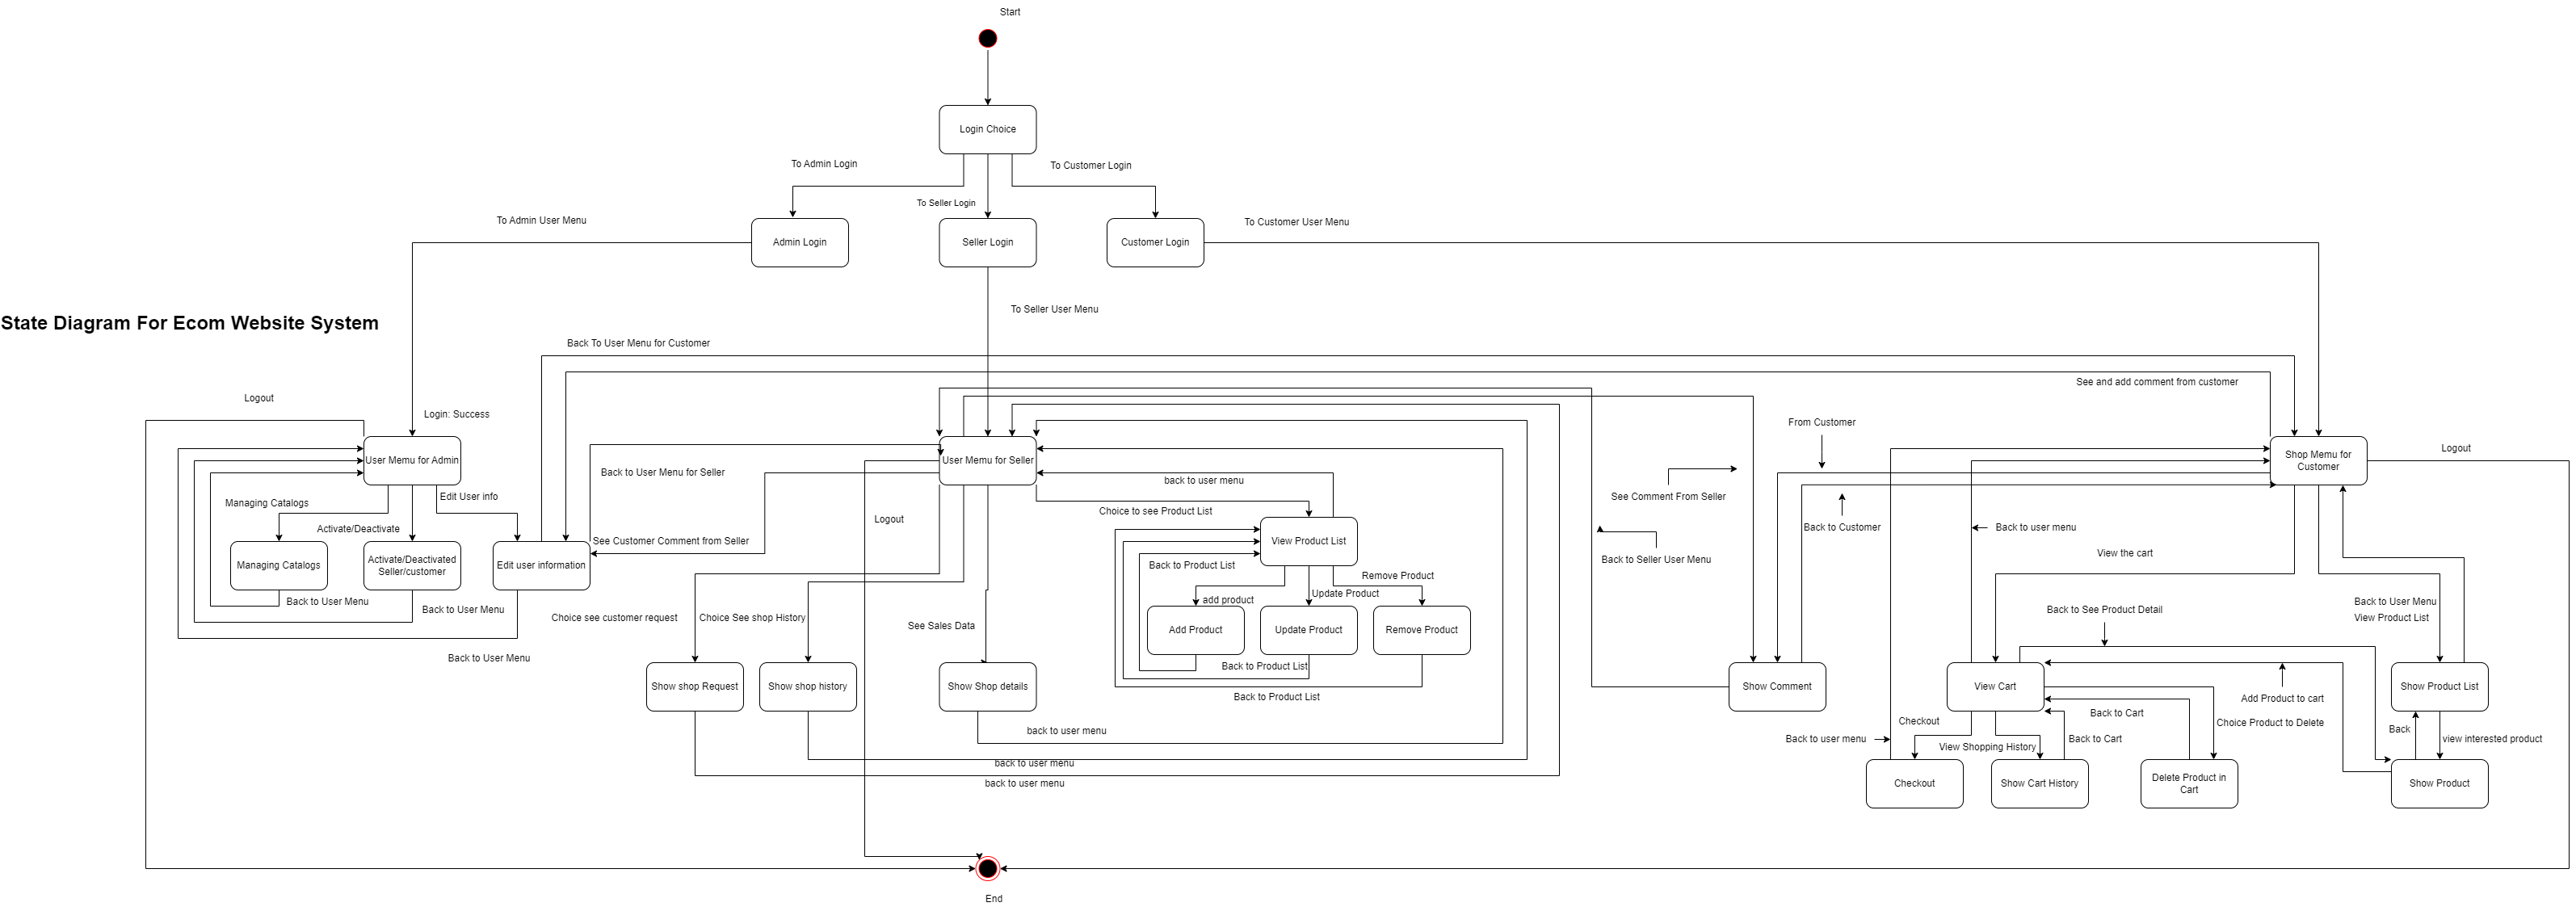 Start
Login Choice
To Admin Login
To Customer Login
To Seller Login
To Admin User Menu
To Customer User Menu
Admin Login
Seller Login
Customer Login
To Seller User Menu
State Diagram For Ecom Website System
Back To User Menu for Customer
See and add comment from customer
Logout
Login: Success
From Customer
User Memu for Admin
User Memu for Seller
Shop Memu for
Customer
Logout
Back to User Menu for Seller
back to user menu
See Comment From Seller
Managing Catalogs
Edit User info
Choice to see Product List
Logout
Activate/Deactivate
Back to Customer
Back to user menu
See Customer Comment from Seller
View Product List
Back to Seller User Menu
View the cart
Managing Catalogs
Activate/Deactivated
Seller/customer
Edit user information
Back to Product List
Remove Product
Back to User Menu
Back to User Menu
add product
Update Product
Back to User Menu
View Product List
Back to See Product Detail
Choice see customer request
Choice See shop History
See Sales Data
Add Product
Update Product
Remove Product
Back to User Menu
Back to Product List
Show shop Request
Show shop history
Show Shop details
Back to Product List
Show Comment
View Cart
Show Product List
Add Product to cart
back to user menu
Back to Cart
Checkout
Choice Product to Delete
Back
Back to user menu
View Shopping History
Back to Cart
view interested product
back to user menu
back to user menu
Checkout
Show Cart History
Delete Product in
Cart
Show Product
End